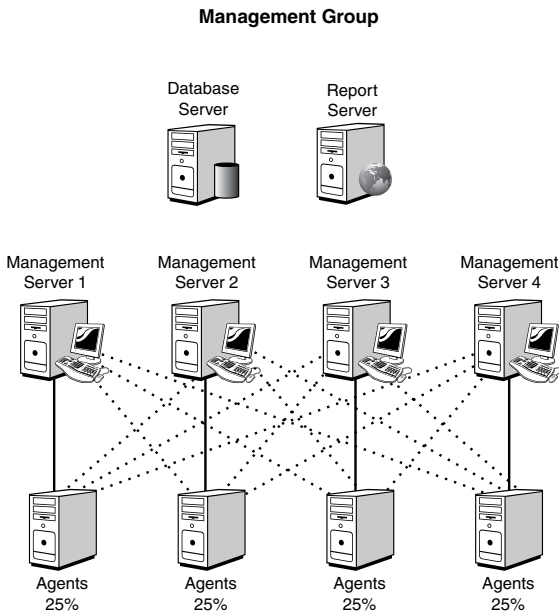 Management Group
Database
Server
Report
Server
Management
Server 1
Management
Server 2
Management
Server 3
Management
Server 4
Agents
25%
Agents
25%
Agents
25%
Agents
25%